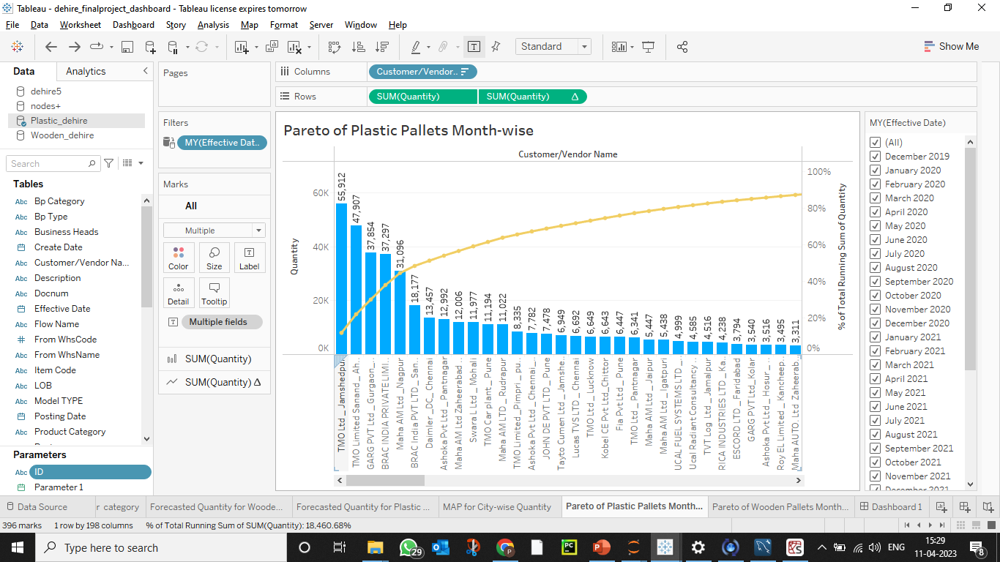 Tableau - dehire_finalproject_dashboard - Tableau license expires tomorrow
File Data Worksheet Dashboard Story Analysis Map Format Server Window Help
Standard
Show Me
Data Analytics
dehire5
nodes+
Plastic_dehire
Wooden_dehire
Search
Tables
Abc Bp Category
Abc Bp Type
Abc Business Heads
Create Date
Abc Customer/Vendor Na...
Abc Description
Abc Docnum
Effective Date
Abc Flow Name
# From WhsCode
Abc From WhsName
Abc Item Code
Abc LOB
Abc Model TYPE
Posting Date
Abc Product Category
Parameters
Abc ID
Parameter 1
Pages
Filters
MY(Effective Dat..
Marks
All
Multiple
Color Size Label
Detail Tooltip
Multiple fields
SUM(Quantity)
SUM(Quantity) Δ
Columns Customer/Vendor..
Rows SUM(Quantity) SUM(Quantity) Δ
Pareto of Plastic Pallets Month-wise
Customer/Vendor Name
Quantity
60K
40K
20K
0K
55,912
47,907
37,854
37,297
31,096
18,177
13,457
12,992
12,006
11,977
11,194
11,022
8,335
7,782
7,478
6,949
6,692
6,649
6,643
6,447
6,341
5,447
5,438
4,999
4,585
4,516
4,238
3,794
3,540
3,516
3,495
3,311
100%
80%
60%
40%
20%
0%
% of Total Running Sum of Quantity
TMO Ltd _ Jamshedpur
TMO Limited Sanand _ Ah..
GARG PVT Ltd _ Gurgaon_..
BRAC INDIA PRIVATE LIMI..
Maha AM Ltd _Nagpur
BRAC India PVT LTD _ San..
Daimler _DC_ Chennai
Ashoka Pvt Ltd _ Pantnagar
Maha AM Ltd Zaheerabad ..
Swara L Ltd _ Mohali
TMO Car plant _ Pune
Maha AM LTD _ Rudrapur
TMO Limited _Pimpri _ pu..
Ashoka Pvt Ltd _ Chennai_..
JOHN DE PVT LTD _ Pune
Tayto Cumen Ltd _ Jamshe..
Lucas TVS LTD _ Chennai
TMO Ltd _ Lucknow
Kobel CE Pvt Ltd_Chittor
Fia Pvt Ltd _ Pune
TMO Ltd _ Pantnagar
Maha AM Ltd _ Jaipur
Maha AM Ltd _ Igatpuri
UCAL FUEL SYSTEMS LTD _..
Ucal Radiant Consultancy ..
TVT Log Ltd _ Jamalpur
RICA INDUSTRIES LTD _ Ka..
ESCORD LTD _ Faridabad
GARG PVT Ltd_Kolar
Ashoka Pvt Ltd _ Hosur_..
Roy EL Limited _ Kancheep..
Maha AUTO. Ltd Zaheerab..
MY(Effective Date)
(All)
December 2019
January 2020
February 2020
March 2020
April 2020
May 2020
June 2020
July 2020
August 2020
September 2020
October 2020
November 2020
December 2020
January 2021
February 2021
March 2021
April 2021
May 2021
June 2021
July 2021
August 2021
September 2021
October 2021
November 2021
December 2021
Data Source r category Forecasted Quantity for Woode... Forecasted Quantity for Plastic ... MAP for City-wise Quantity Pareto of Plastic Pallets Month... Pareto of Wooden Pallets Month... Dashboard 1
396 marks 1 row by 198 columns % of Total Running Sum of SUM(Quantity): 18,460.68%
Type here to search
29
PC
ENG
15:29
11-04-2023
8